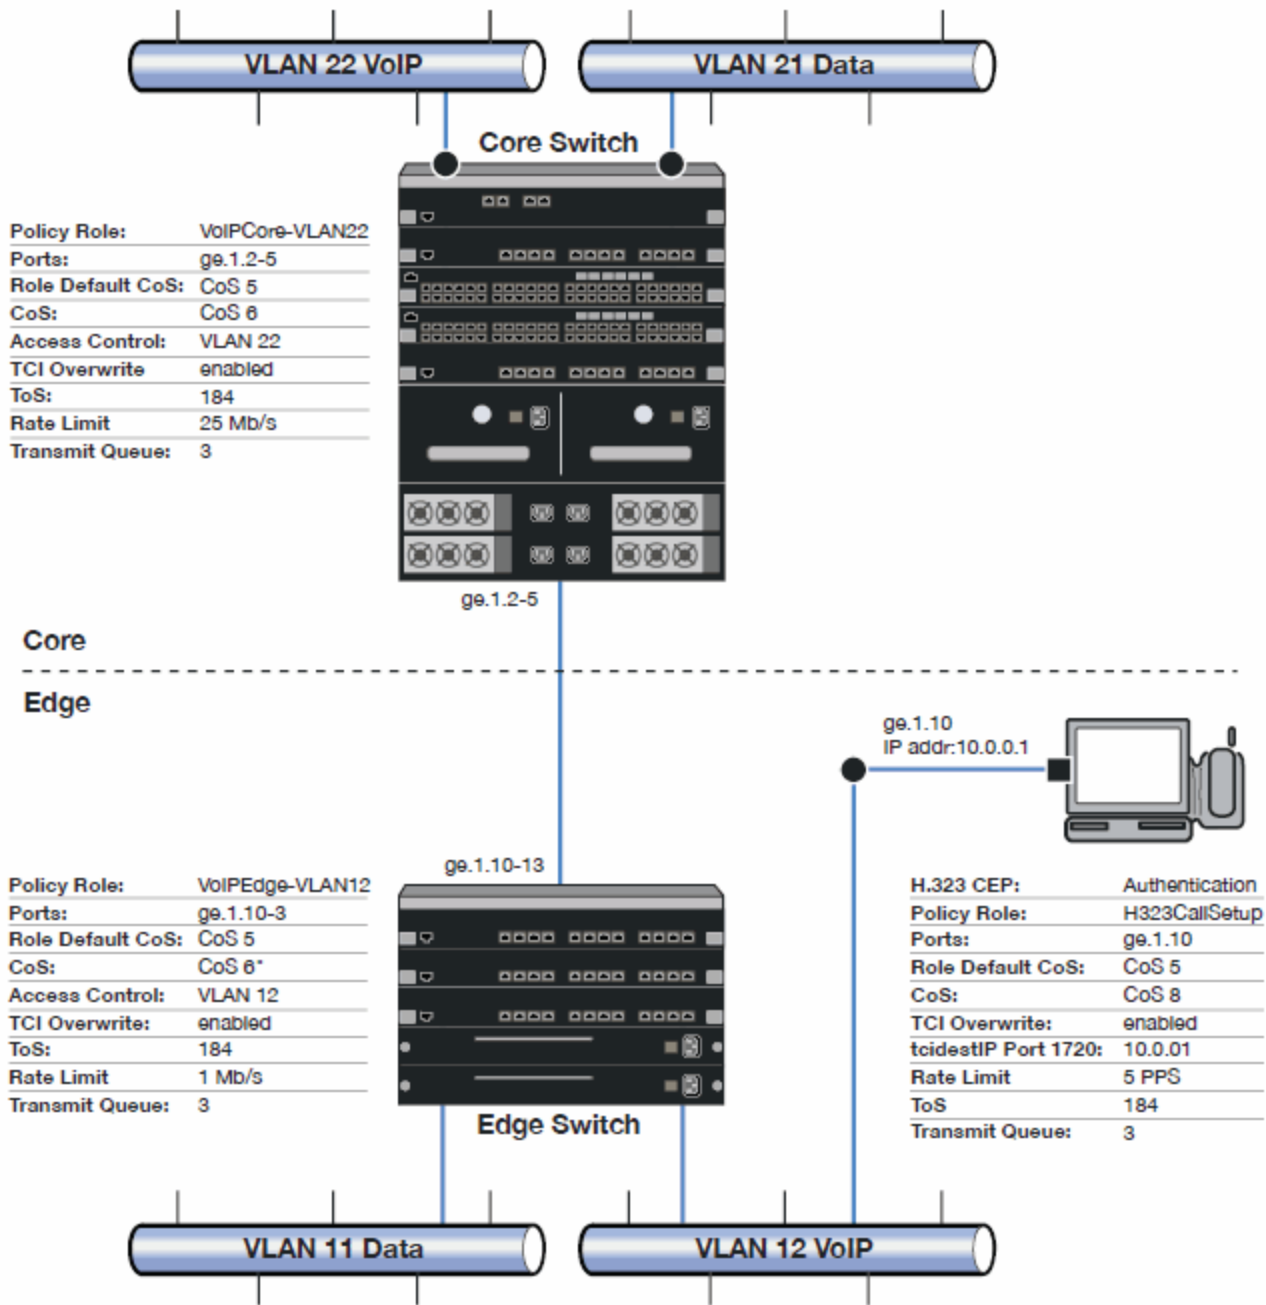 VLAN 22 VoIP
VLAN 21 Data
Core Switch
Policy Role: VoIPCore-VLAN22
Ports: ge.1.2-5
Role Default CoS: CoS 5
CoS: CoS 6
Access Control: VLAN 22
TCI Overwrite enabled
ToS: 184
Rate Limit 25 Mb/s
Transmit Queue: 3
ge.1.2-5
Core
Edge
ge.1.10
IP addr:10.0.0.1
ge.1.10-13
Policy Role: VoIPEdge-VLAN12
Ports: ge.1.10-3
Role Default CoS: CoS 5
CoS: CoS 6*
Access Control: VLAN 12
TCI Overwrite: enabled
ToS: 184
Rate Limit 1 Mb/s
Transmit Queue: 3
H.323 CEP: Authentication
Policy Role: H323CallSetup
Ports: ge.1.10
Role Default CoS: CoS 5
CoS: CoS 8
TCI Overwrite: enabled
tcidestIP Port 1720: 10.0.01
Rate Limit 5 PPS
ToS 184
Transmit Queue: 3
Edge Switch
VLAN 11 Data
VLAN 12 VoIP